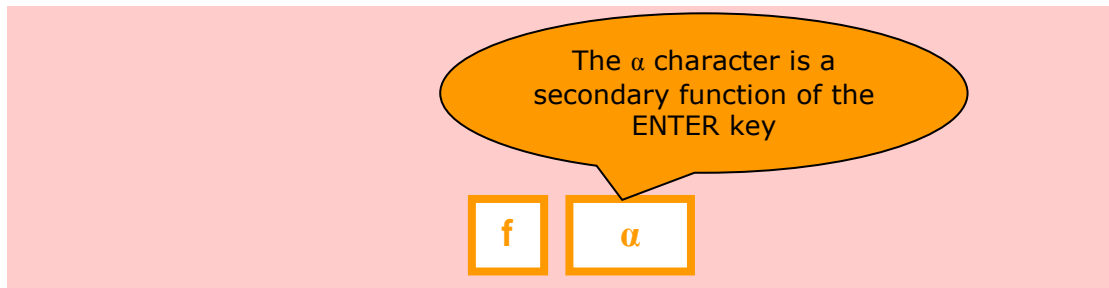 The α character is a
secondary function of the
ENTER key
f α